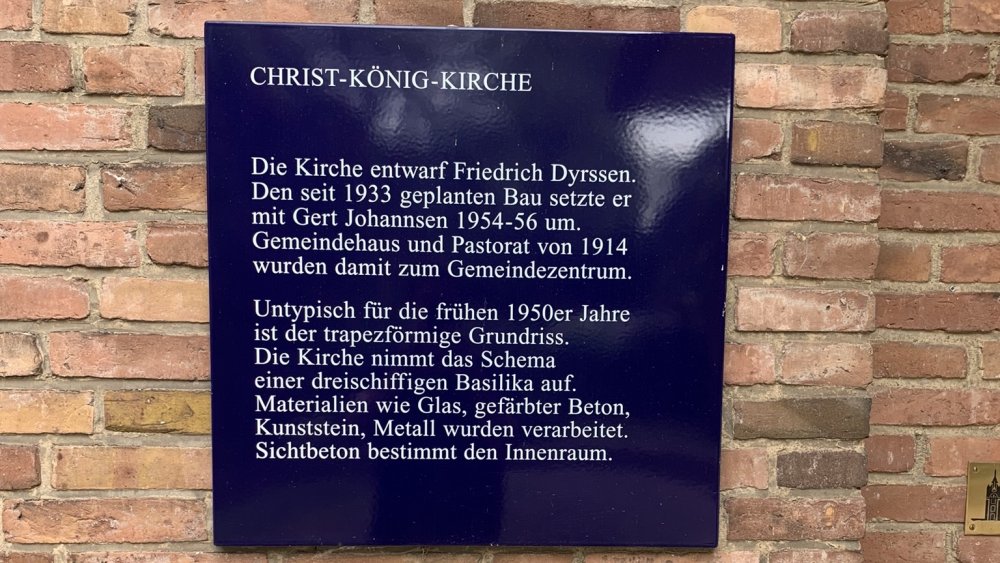 CHRIST-KÖNIG-KIRCHE
Die Kirche entwarf Friedrich Dyrssen.
Den seit 1933 geplanten Bau setzte er
mit Gert Johannsen 1954-56 um.
Gemeindehaus und Pastorat von 1914
wurden damit zum Gemeindezentrum.
Untypisch für die frühen 1950er Jahre
ist der trapezförmige Grundriss.
Die Kirche nimmt das Schema
einer dreischiffigen Basilika auf.
Materialien wie Glas, gefärbter Beton,
Kunststein, Metall wurden verarbeitet.
Sichtbeton bestimmt den Innenraum.